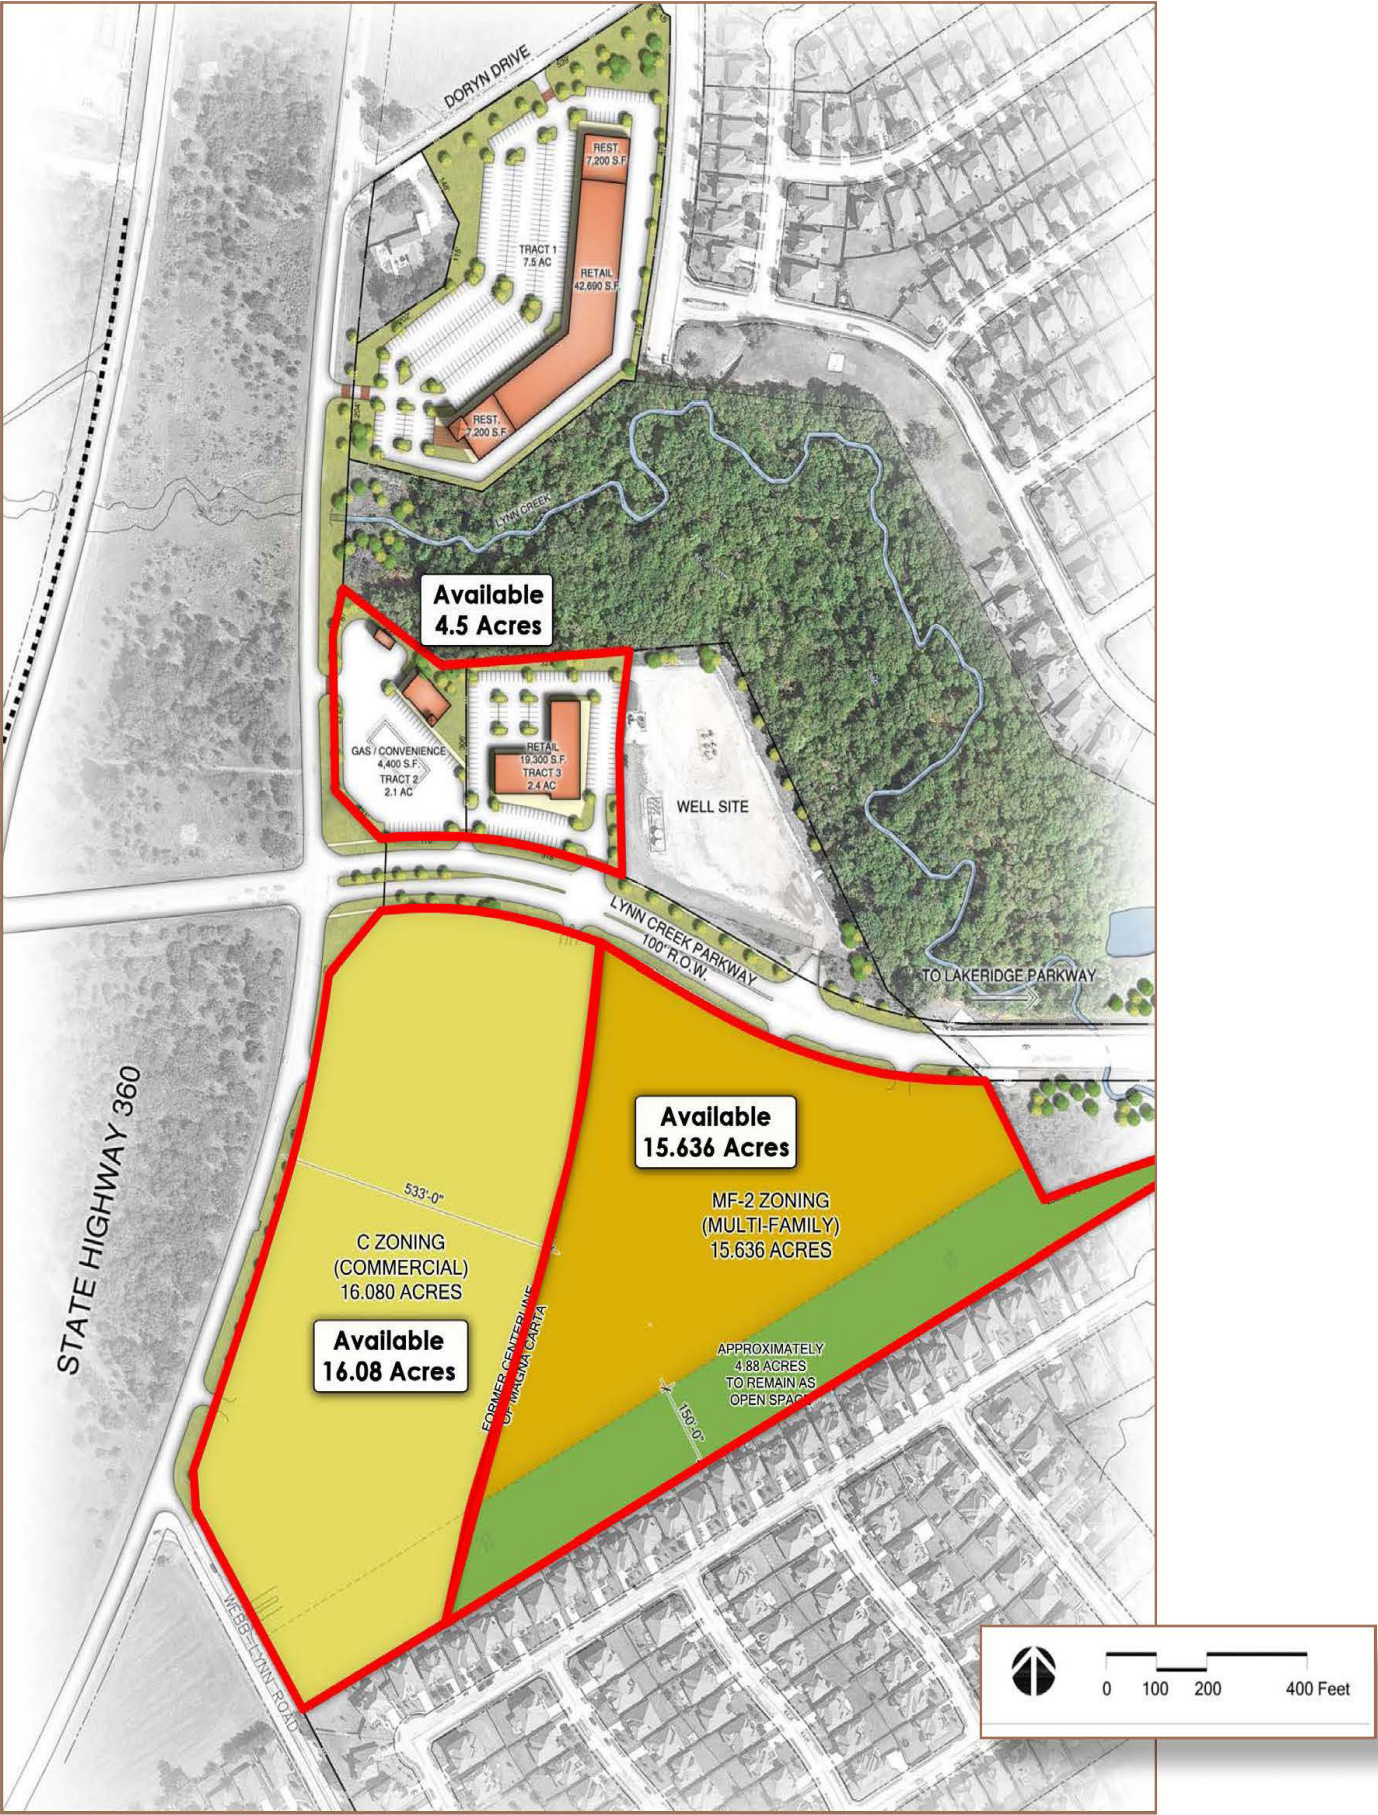 DORYN DRIVE
REST.
7,200 S.F.
TRACT 1
7.5 AC
RETAIL
42,690 S.F.
REST.
7,200 S.F.
LYNN CREEK
Available
4.5 Acres
GAS / CONVENIENCE
4,400 S.F.
TRACT 2
2.1 AC
RETAIL
19,300 S.F.
TRACT 3
2.4 AC
WELL SITE
LYNN CREEK PARKWAY
100' R.O.W.
TO LAKERIDGE PARKWAY
STATE HIGHWAY 360
533'-0"
C ZONING
(COMMERCIAL)
16.080 ACRES
Available
16.08 Acres
Available
15.636 Acres
MF-2 ZONING
(MULTI-FAMILY)
15.636 ACRES
FORMER CENTERLINE
OF MAGNA CARTA
APPROXIMATELY
4.88 ACRES
TO REMAIN AS
OPEN SPACE
150'-0"
WEBB-LYNN ROAD
0 100 200 400 Feet